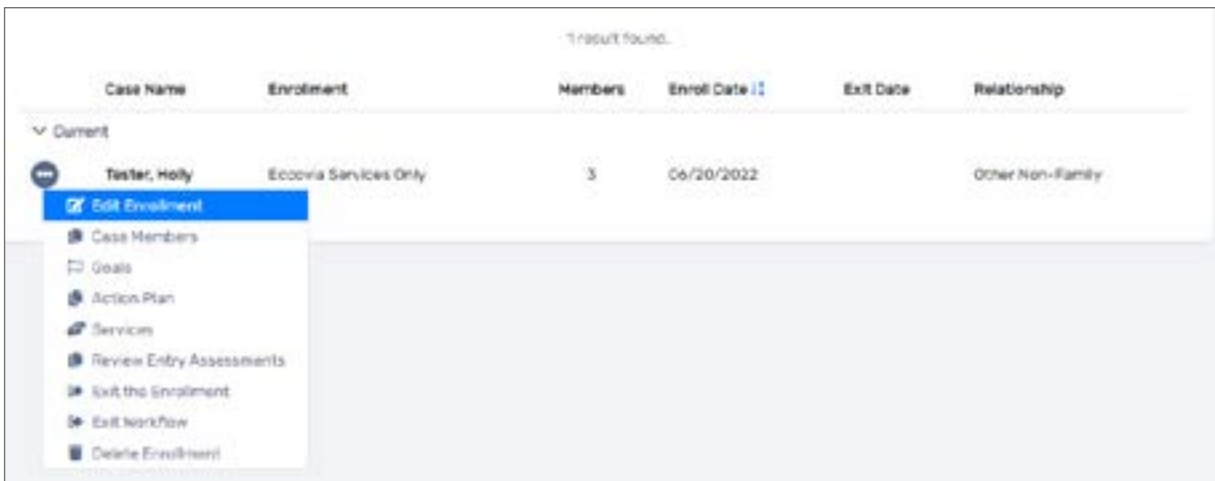 1 result found.
Case Name Enrollment Members Enroll Date Exit Date Relationship
Current
Tester, Holly Eccovia Services Only 3 06/20/2022 Other Non-Family
Edit Enrollment
Case Members
Goals
Action Plan
Services
Review Entry Assessments
Exit the Enrollment
Exit Workflow
Delete Enrollment